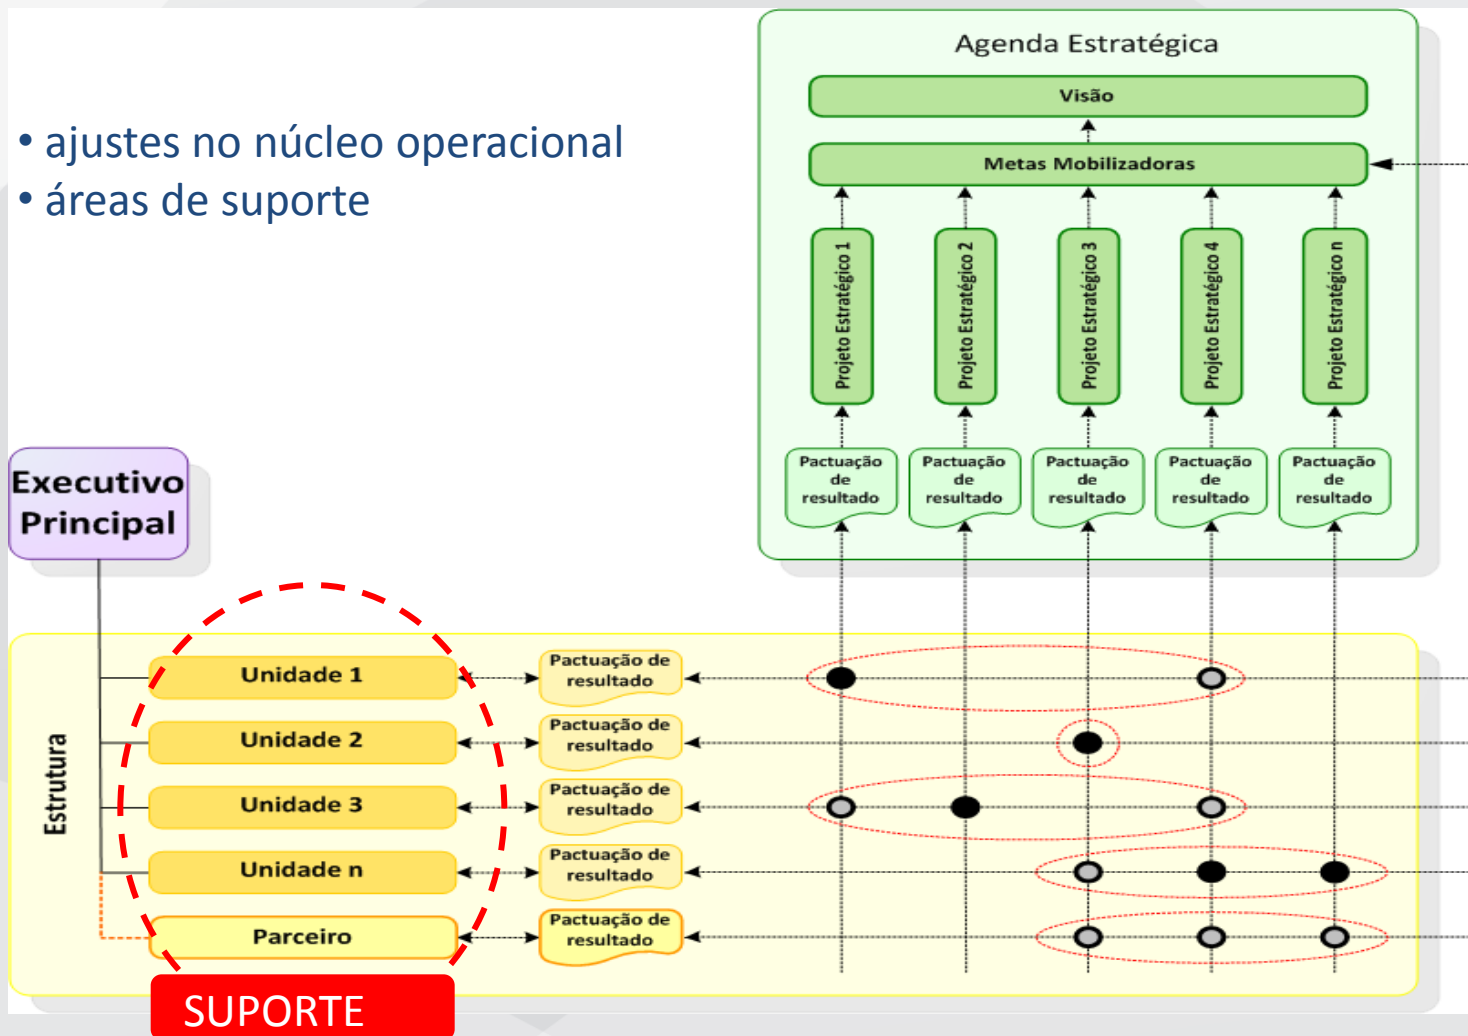 Agenda Estratégica
Visão
Metas Mobilizadoras
• ajustes no núcleo operacional
• áreas de suporte
Projeto Estratégico 1
Projeto Estratégico 2
Projeto Estratégico 3
Projeto Estratégico 4
Projeto Estratégico n
Pactuação
de
resultado
Pactuação
de
resultado
Pactuação
de
resultado
Pactuação
de
resultado
Pactuação
de
resultado
Executivo
Principal
Estrutura
Unidade 1
Pactuação de
resultado
Unidade 2
Pactuação de
resultado
Unidade 3
Pactuação de
resultado
Unidade n
Pactuação de
resultado
Parceiro
Pactuação de
resultado
SUPORTE